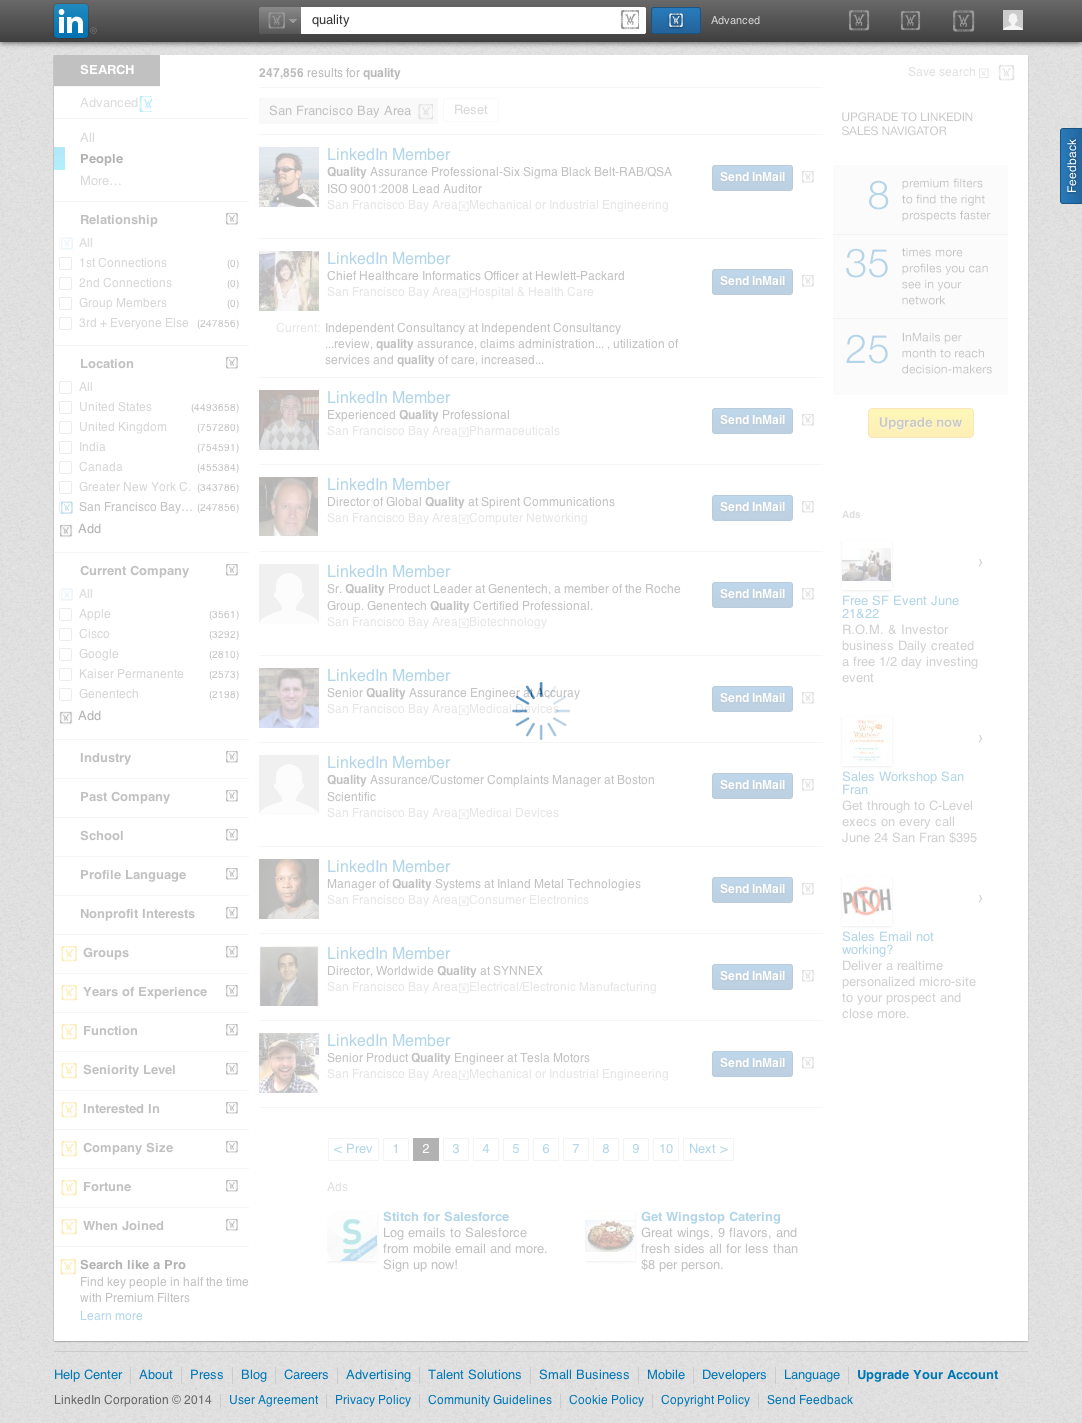 in ®
quality
Advanced
SEARCH
Advanced
All
People
More...
Relationship
All
1st Connections (0)
2nd Connections (0)
Group Members (0)
3rd + Everyone Else (247856)
Location
All
United States (4493658)
United Kingdom (757280)
India (754591)
Canada (455384)
Greater New York C. (343786)
San Francisco Bay... (247856)
Add
Current Company
All
Apple (3561)
Cisco (3292)
Google (2810)
Kaiser Permanente (2573)
Genentech (2198)
Add
Industry
Past Company
School
Profile Language
Nonprofit Interests
Groups
Years of Experience
Function
Seniority Level
Interested In
Company Size
Fortune
When Joined
Search like a Pro
Find key people in half the time
with Premium Filters
Learn more
247,856 results for quality
Save search
San Francisco Bay Area
Reset
LinkedIn Member
Quality Assurance Professional-Six Sigma Black Belt-RAB/QSA
ISO 9001:2008 Lead Auditor
San Francisco Bay Area Mechanical or Industrial Engineering
Send InMail
LinkedIn Member
Chief Healthcare Informatics Officer at Hewlett-Packard
San Francisco Bay Area Hospital & Health Care
Send InMail
Current: Independent Consultancy at Independent Consultancy
...review, quality assurance, claims administration... , utilization of
services and quality of care, increased...
LinkedIn Member
Experienced Quality Professional
San Francisco Bay Area Pharmaceuticals
Send InMail
LinkedIn Member
Director of Global Quality at Spirent Communications
San Francisco Bay Area Computer Networking
Send InMail
LinkedIn Member
Sr. Quality Product Leader at Genentech, a member of the Roche
Group. Genentech Quality Certified Professional.
San Francisco Bay Area Biotechnology
Send InMail
LinkedIn Member
Senior Quality Assurance Engineer at Accuray
San Francisco Bay Area Medical Devices
Send InMail
LinkedIn Member
Quality Assurance/Customer Complaints Manager at Boston
Scientific
San Francisco Bay Area Medical Devices
Send InMail
LinkedIn Member
Manager of Quality Systems at Inland Metal Technologies
San Francisco Bay Area Consumer Electronics
Send InMail
LinkedIn Member
Director, Worldwide Quality at SYNNEX
San Francisco Bay Area Electrical/Electronic Manufacturing
Send InMail
LinkedIn Member
Senior Product Quality Engineer at Tesla Motors
San Francisco Bay Area Mechanical or Industrial Engineering
Send InMail
< Prev 1 2 3 4 5 6 7 8 9 10 Next >
Ads
Stitch for Salesforce
Log emails to Salesforce
from mobile email and more.
Sign up now!
Get Wingstop Catering
Great wings, 9 flavors, and
fresh sides all for less than
$8 per person.
UPGRADE TO LINKEDIN
SALES NAVIGATOR
8 premium filters
to find the right
prospects faster
35 times more
profiles you can
see in your
network
25 InMails per
month to reach
decision-makers
Upgrade now
Ads
Free SF Event June
21&22
R.O.M. & Investor
business Daily created
a free 1/2 day investing
event
Sales Workshop San
Fran
Get through to C-Level
execs on every call
June 24 San Fran $395
PITCH
Sales Email not
working?
Deliver a realtime
personalized micro-site
to your prospect and
close more.
Feedback
Help Center About Press Blog Careers Advertising Talent Solutions Small Business Mobile Developers Language Upgrade Your Account
LinkedIn Corporation © 2014 User Agreement Privacy Policy Community Guidelines Cookie Policy Copyright Policy Send Feedback